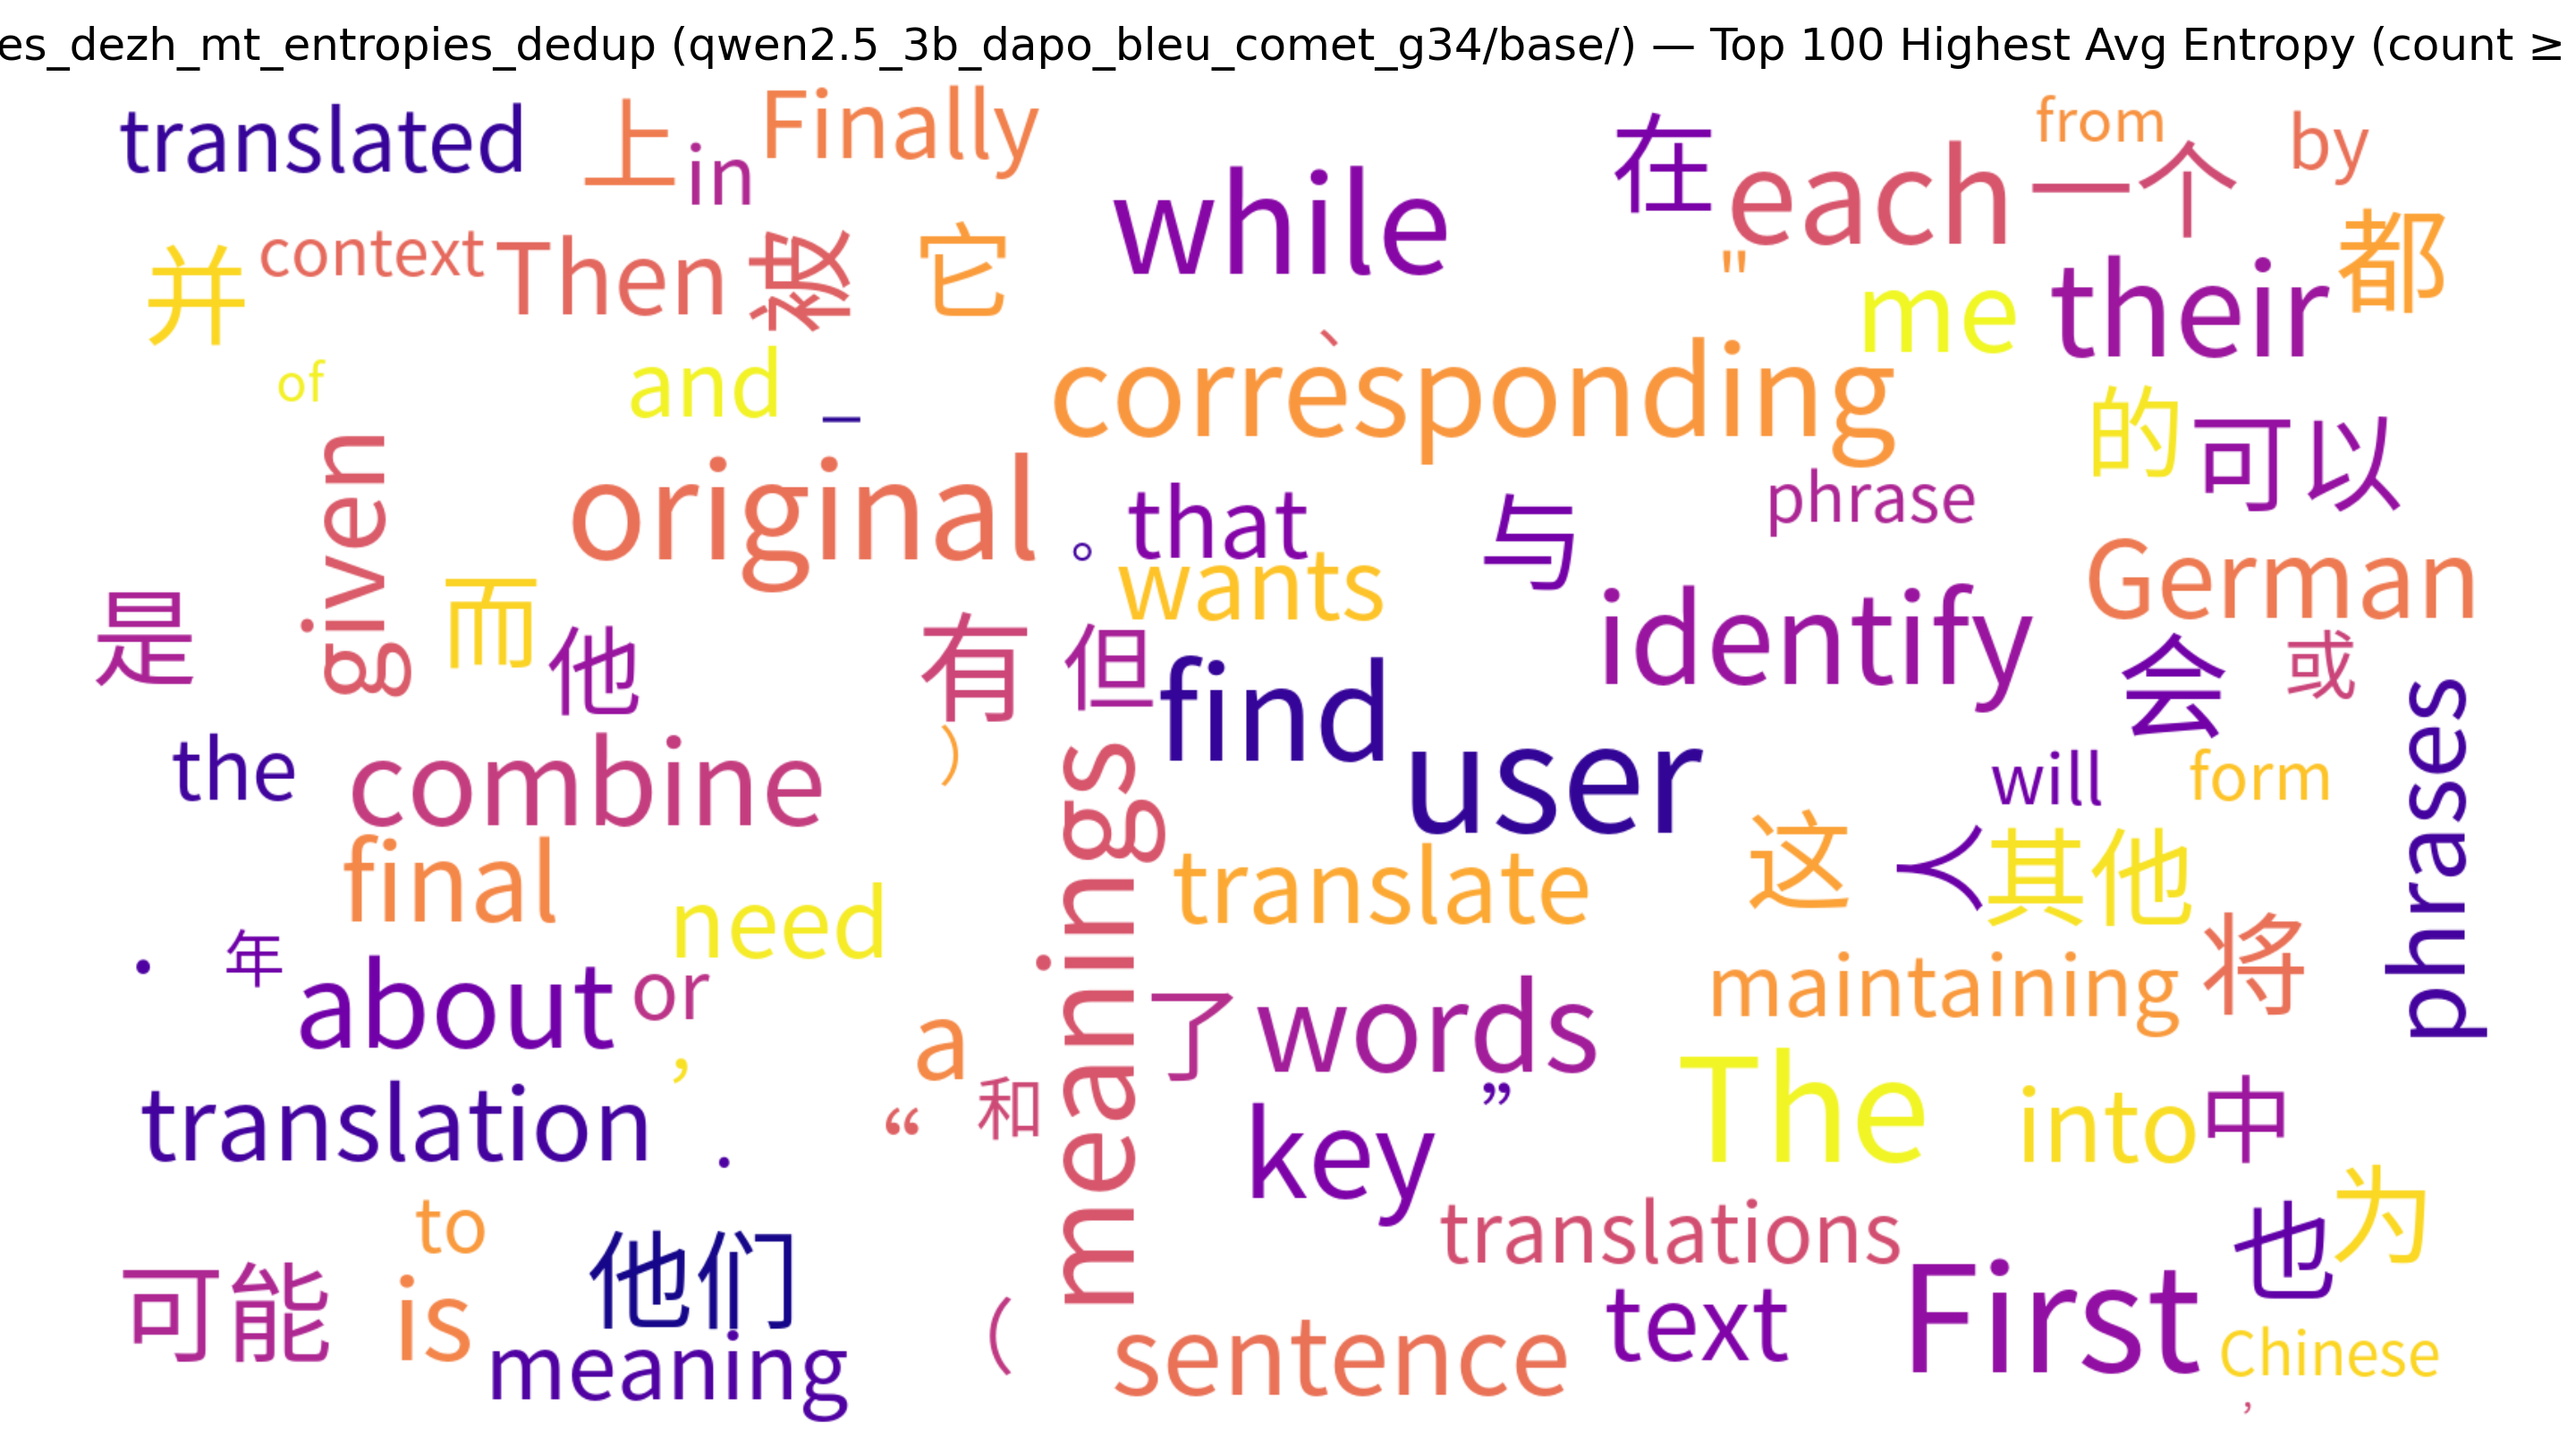 es_dezh_mt_entropies_dedup (qwen2.5_3b_dapo_bleu_comet_g34/base/) — Top 100 Highest Avg Entropy (count ≥
translated
上
in
Finally
while
在
each
from
一个
by
并
context
Then
被
它
"
me
their
都
、
of
and
_
corresponding
的
可以
given
original
。
that
wants
与
phrase
German
是
而
他
有
但
find
identify
会
或
phrases
the
combine
)
user
will
form
meanings
final
need
translate
这
人
其他
·
年
about
or
,
a
了
words
maintaining
将
translation
.
“
和
key
”
The
into
中
to
translations
也
为
可能
is
他们
meaning
(
sentence
text
First
Chinese
,